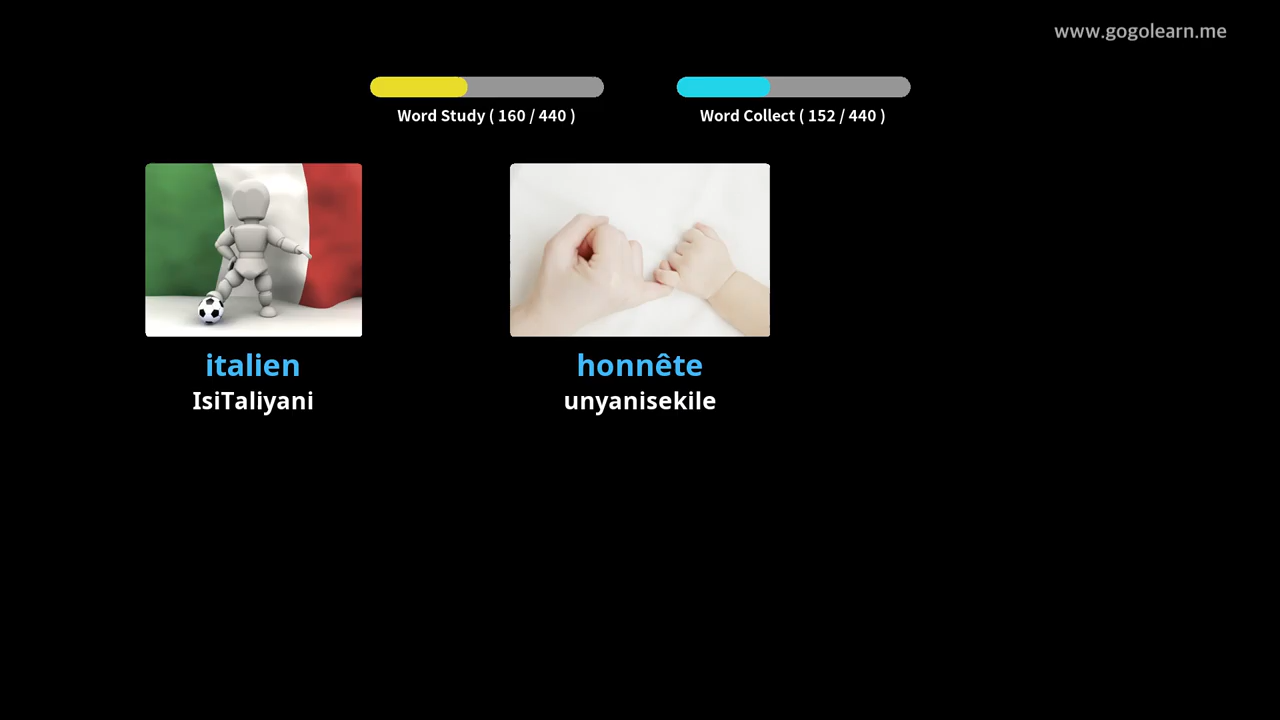 www.gogolearn.me
Word Study ( 160 / 440 )
Word Collect ( 152 / 440 )
italien
IsiTaliyani
honnête
unyanisekile